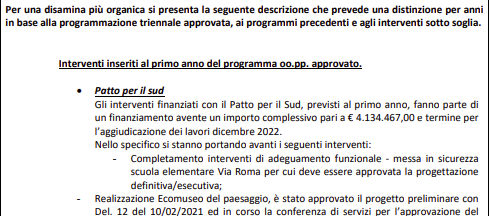 Per una disamina più organica si presenta la seguente descrizione che prevede una distinzione per anni
in base alla programmazione triennale approvata, ai programmi precedenti e agli interventi sotto soglia.
Interventi inseriti al primo anno del programma oo.pp. approvato.
• Patto per il sud
Gli interventi finanziati con il Patto per il Sud, previsti al primo anno, fanno parte di
un finanziamento avente un importo complessivo pari a € 4.134.467,00 e termine per
l'aggiudicazione dei lavori dicembre 2022.
Nello specifico si stanno portando avanti i seguenti interventi:
- Completamento interventi di adeguamento funzionale - messa in sicurezza
scuola elementare Via Roma per cui deve essere approvata la progettazione
definitiva/esecutiva;
- Realizzazione Ecomuseo del paesaggio, è stato approvato il progetto preliminare con
Del. 12 del 10/02/2021 ed in corso la conferenza di servizi per l'approvazione del